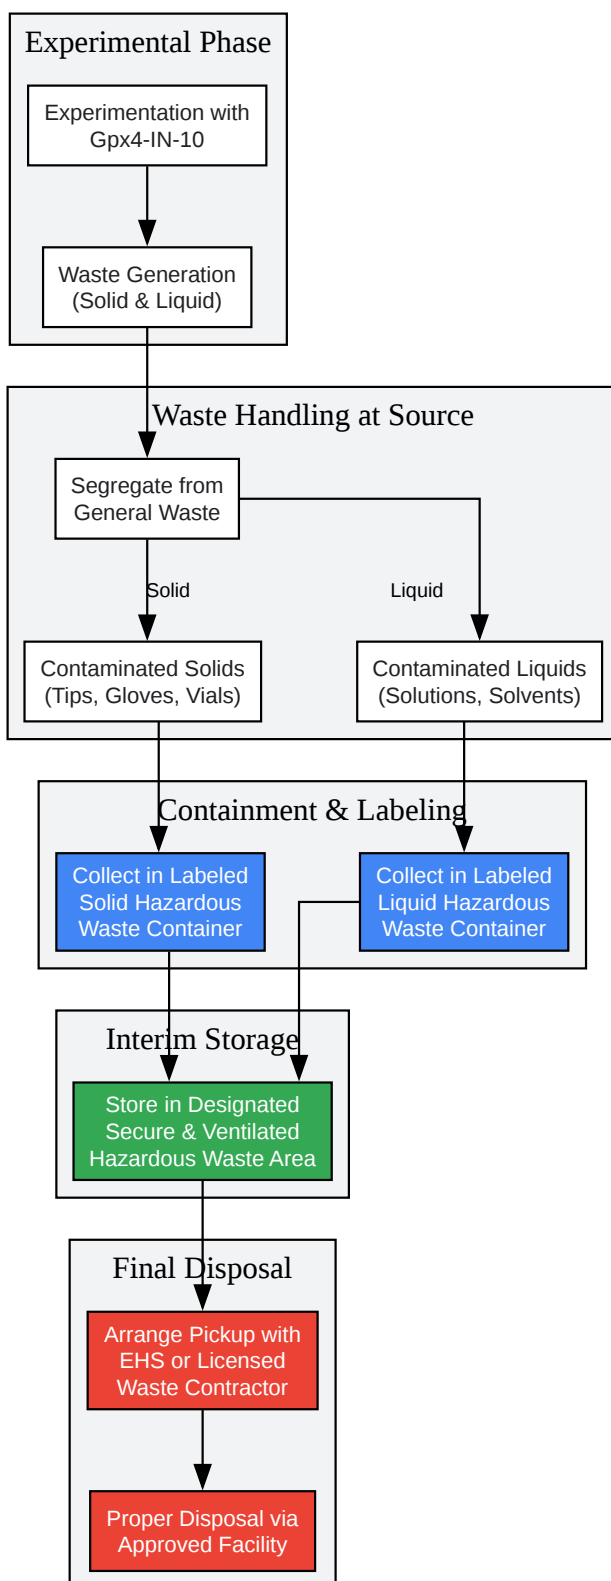 Experimental Phase
Experimentation with
Gpx4-IN-10
Waste Generation
(Solid & Liquid)
Waste Handling at Source
Segregate from
General Waste
Solid
Liquid
Contaminated Solids
(Tips, Gloves, Vials)
Contaminated Liquids
(Solutions, Solvents)
Containment & Labeling
Collect in Labeled
Solid Hazardous
Waste Container
Collect in Labeled
Liquid Hazardous
Waste Container
Interim Storage
Store in Designated
Secure & Ventilated
Hazardous Waste Area
Final Disposal
Arrange Pickup with
EHS or Licensed
Waste Contractor
Proper Disposal via
Approved Facility